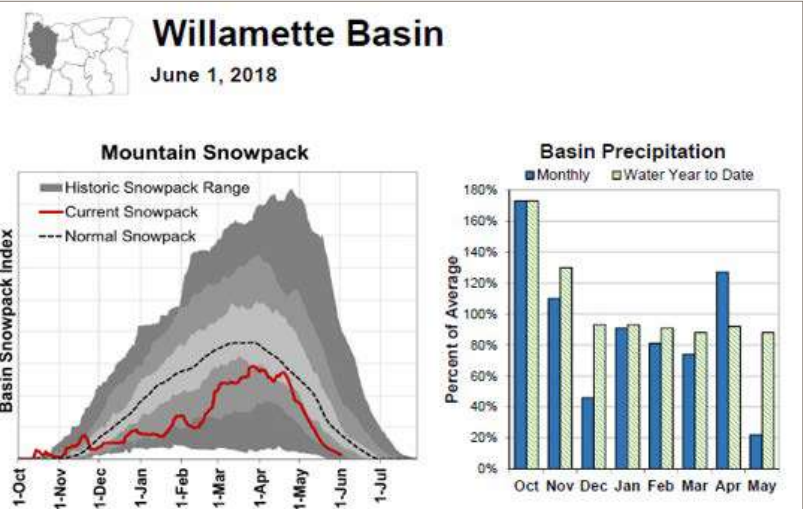 Willamette Basin
June 1, 2018
Mountain Snowpack
Historic Snowpack Range
Current Snowpack
Normal Snowpack
Basin Snowpack Index
1-Oct
1-Nov
1-Dec
1-Jan
1-Feb
1-Mar
1-Apr
1-May
1-Jun
1-Jul
Basin Precipitation
Monthly Water Year to Date
Percent of Average
180%
160%
140%
120%
100%
80%
60%
40%
20%
0%
Oct Nov Dec Jan Feb Mar Apr May